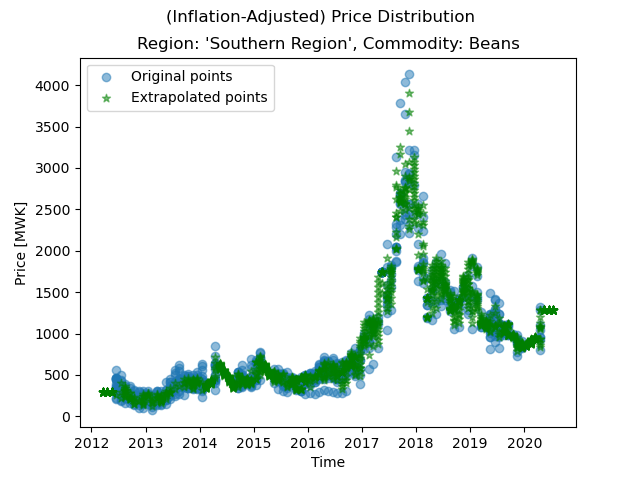 (Inflation-Adjusted) Price Distribution
Region: 'Southern Region', Commodity: Beans
Original points
Extrapolated points
Price [MWK]
4000
3500
3000
2500
2000
1500
1000
500
0
2012 2013 2014 2015 2016 2017 2018 2019 2020
Time